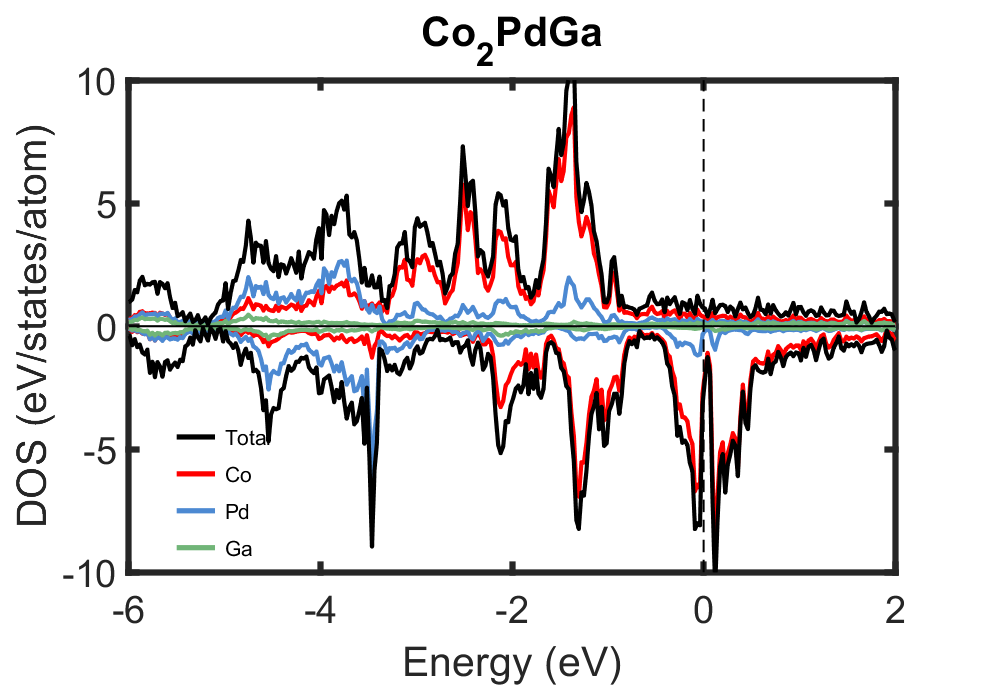 Co2PdGa
10
5
0
-5
-10
DOS (eV/states/atom)
Total
Co
Pd
Ga
-6 -4 -2 0 2
Energy (eV)